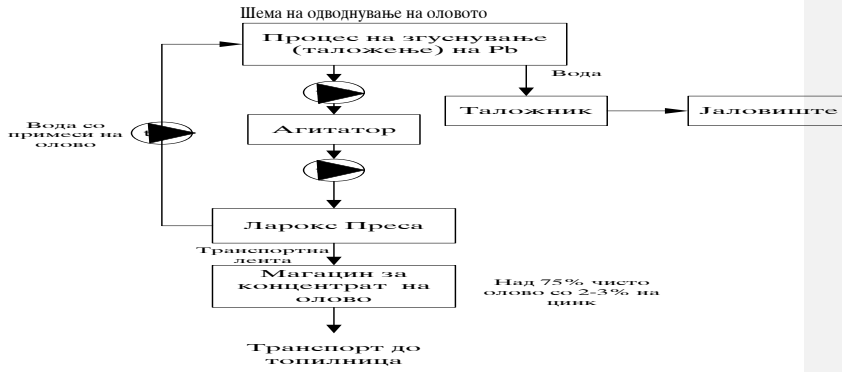 Шема на одводнување на оловото
Процес на згуснување
(таложење) на Pb
Вода
Таложник
Јаловиште
Вода со
примеси на
олово
Агитатор
Ларокс Преса
Транспортна
лента
Магацин за
концентрат на
олово
Над 75% чисто
олово со 2-3% на
цинк
Транспорт до
топилница